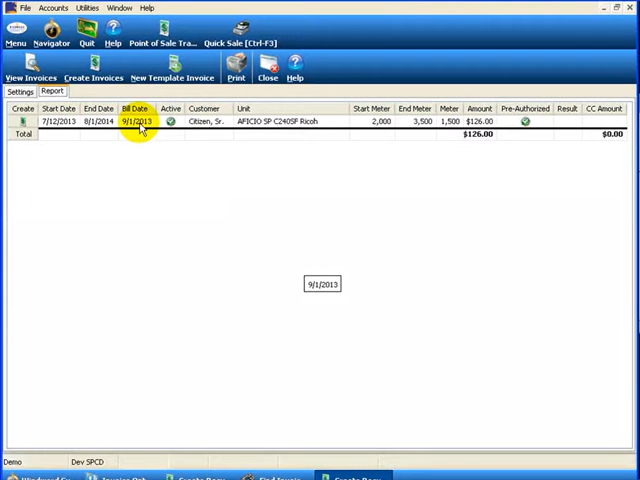 File Accounts Utilities Window Help
Menu Navigator Quit Help Point of Sale Tra... Quick Sale [Ctrl-F3]
View Invoices Create Invoices New Template Invoice Print Close Help
Settings Report
Create Start Date End Date Bill Date Active Customer Unit Start Meter End Meter Meter Amount Pre-Authorized Result CC Amount
7/12/2013 8/1/2014 9/1/2013 Citizen, Sr. AFICIO SP C240SF Ricoh 2,000 3,500 1,500 $126.00
Total $126.00 $0.00
9/1/2013
Demo Dev SPCD